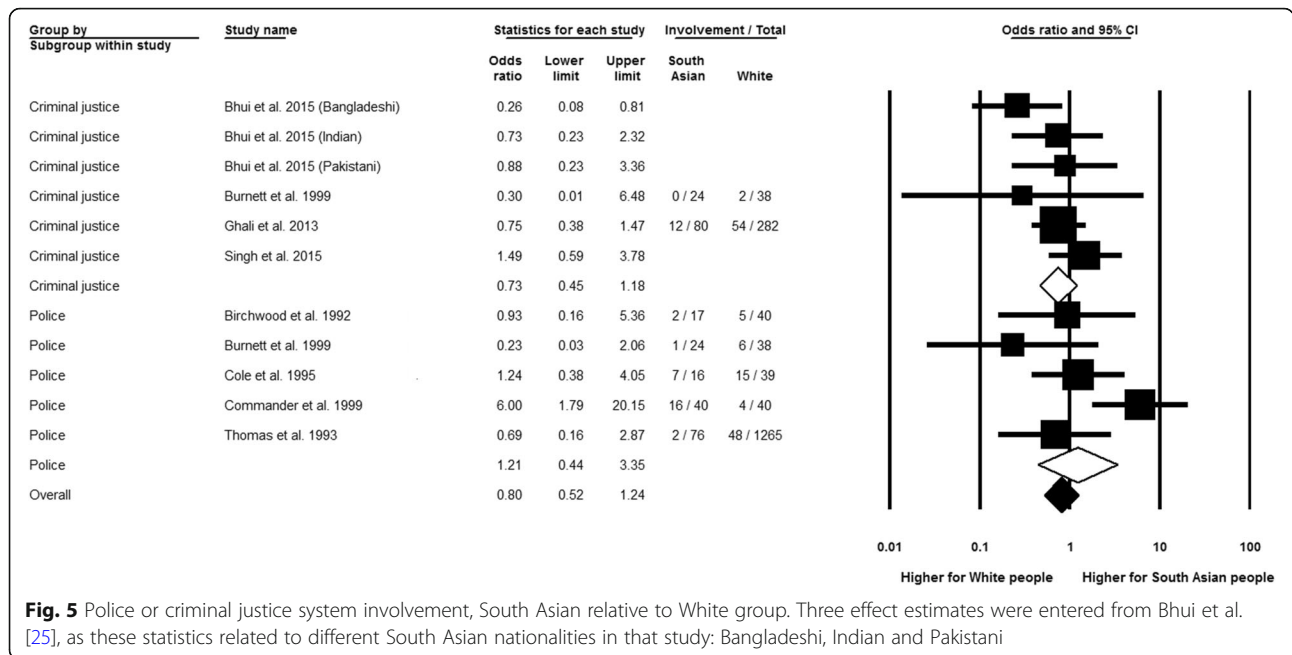 Group by Study name Statistics for each study Involvement / Total Odds ratio and 95% CI
Subgroup within study
Odds ratio Lower limit Upper limit South Asian White
Criminal justice Bhui et al. 2015 (Bangladeshi) 0.26 0.08 0.81
Criminal justice Bhui et al. 2015 (Indian) 0.73 0.23 2.32
Criminal justice Bhui et al. 2015 (Pakistani) 0.88 0.23 3.36
Criminal justice Burnett et al. 1999 0.30 0.01 6.48 0 / 24 2 / 38
Criminal justice Ghali et al. 2013 0.75 0.38 1.47 12 / 80 54 / 282
Criminal justice Singh et al. 2015 1.49 0.59 3.78
Criminal justice 0.73 0.45 1.18
Police Birchwood et al. 1992 0.93 0.16 5.36 2 / 17 5 / 40
Police Burnett et al. 1999 0.23 0.03 2.06 1 / 24 6 / 38
Police Cole et al. 1995 1.24 0.38 4.05 7 / 16 15 / 39
Police Commander et al. 1999 6.00 1.79 20.15 16 / 40 4 / 40
Police Thomas et al. 1993 0.69 0.16 2.87 2 / 76 48 / 1265
Police 1.21 0.44 3.35
Overall 0.80 0.52 1.24
0.01 0.1 1 10 100
Higher for White people Higher for South Asian people
Fig. 5 Police or criminal justice system involvement, South Asian relative to White group. Three effect estimates were entered from Bhui et al.
[25], as these statistics related to different South Asian nationalities in that study: Bangladeshi, Indian and Pakistani